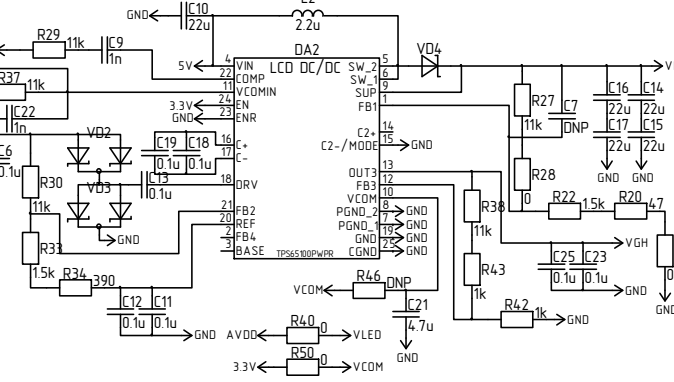 L2
C10
GND
22u
2.2u
R29
11k
C9
1n
DA2
VD4
5V
4
VIN
LCD DC/DC
SW_2
5
22
COMP
SW_1
6
R37
11k
11
VCOMIN
SUP
9
3.3V
24
EN
FB1
1
GND
23
ENR
C22
1n
R27
11k
C7
DNP
C16
22u
C14
22u
C17
22u
C15
22u
GND
GND
VD2
C19
0.1u
C18
0.1u
16
C+
17
C-
C2+
14
C2-/MODE
15
GND
C6
0.1u
R30
11k
VD3
C13
0.1u
18
DRV
OUT3
13
FB3
12
VCOM
10
R28
0
R22
1.5k
R20
47
21
FB2
20
REF
2
FB4
3
BASE
PGND_2
8
GND
PGND_1
7
GND
GND
19
GND
CGND
25
GND
TPS65100PWPR
R38
11k
GND
VGH
R33
1.5k
R34
390
R43
1k
C25
0.1u
C23
0.1u
GND
0
GND
R46
DNP
VCOM
C12
0.1u
C11
0.1u
GND
C21
4.7u
GND
R42
1k
GND
AVDD
R40
0
VLED
3.3V
R50
0
VCOM